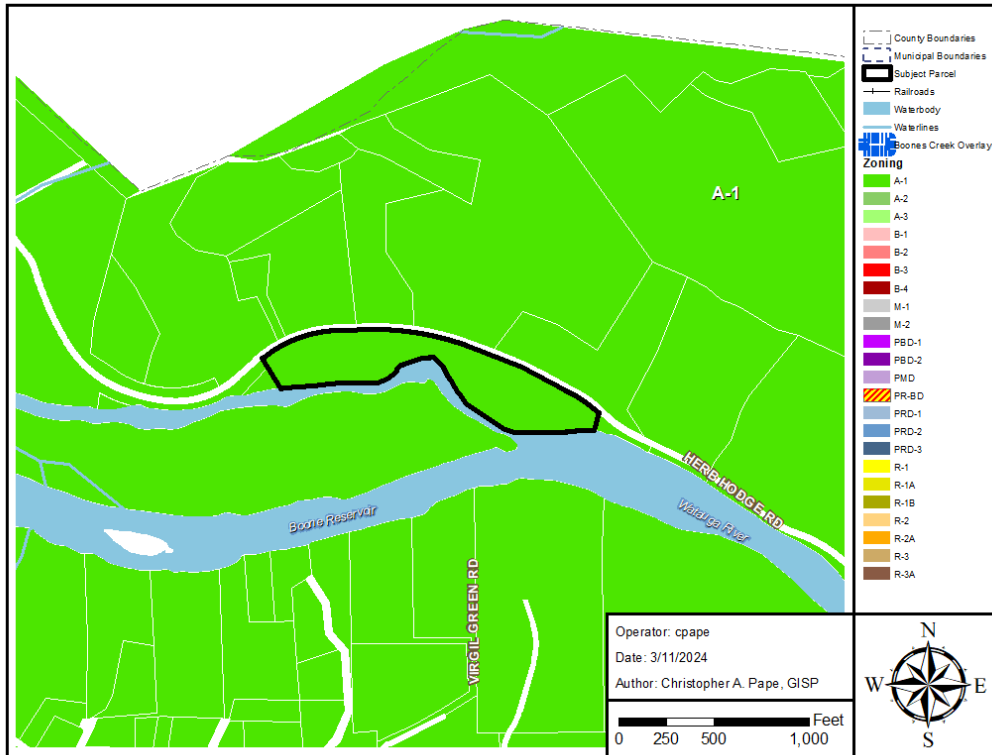 A-1
HERB HODGE RD
Boone Reservoir
Watauga River
VIRGIL GREEN RD
County Boundaries
Municipal Boundaries
Subject Parcel
Railroads
Waterbody
Waterlines
Boones Creek Overlay
Zoning
A-1
A-2
A-3
B-1
B-2
B-3
B-4
M-1
M-2
PBD-1
PBD-2
PMD
PR-BD
PRD-1
PRD-2
PRD-3
R-1
R-1A
R-1B
R-2
R-2A
R-3
R-3A
Operator: cpape
Date: 3/11/2024
Author: Christopher A. Pape, GISP
Feet
0 250 500 1,000
N
W E
S